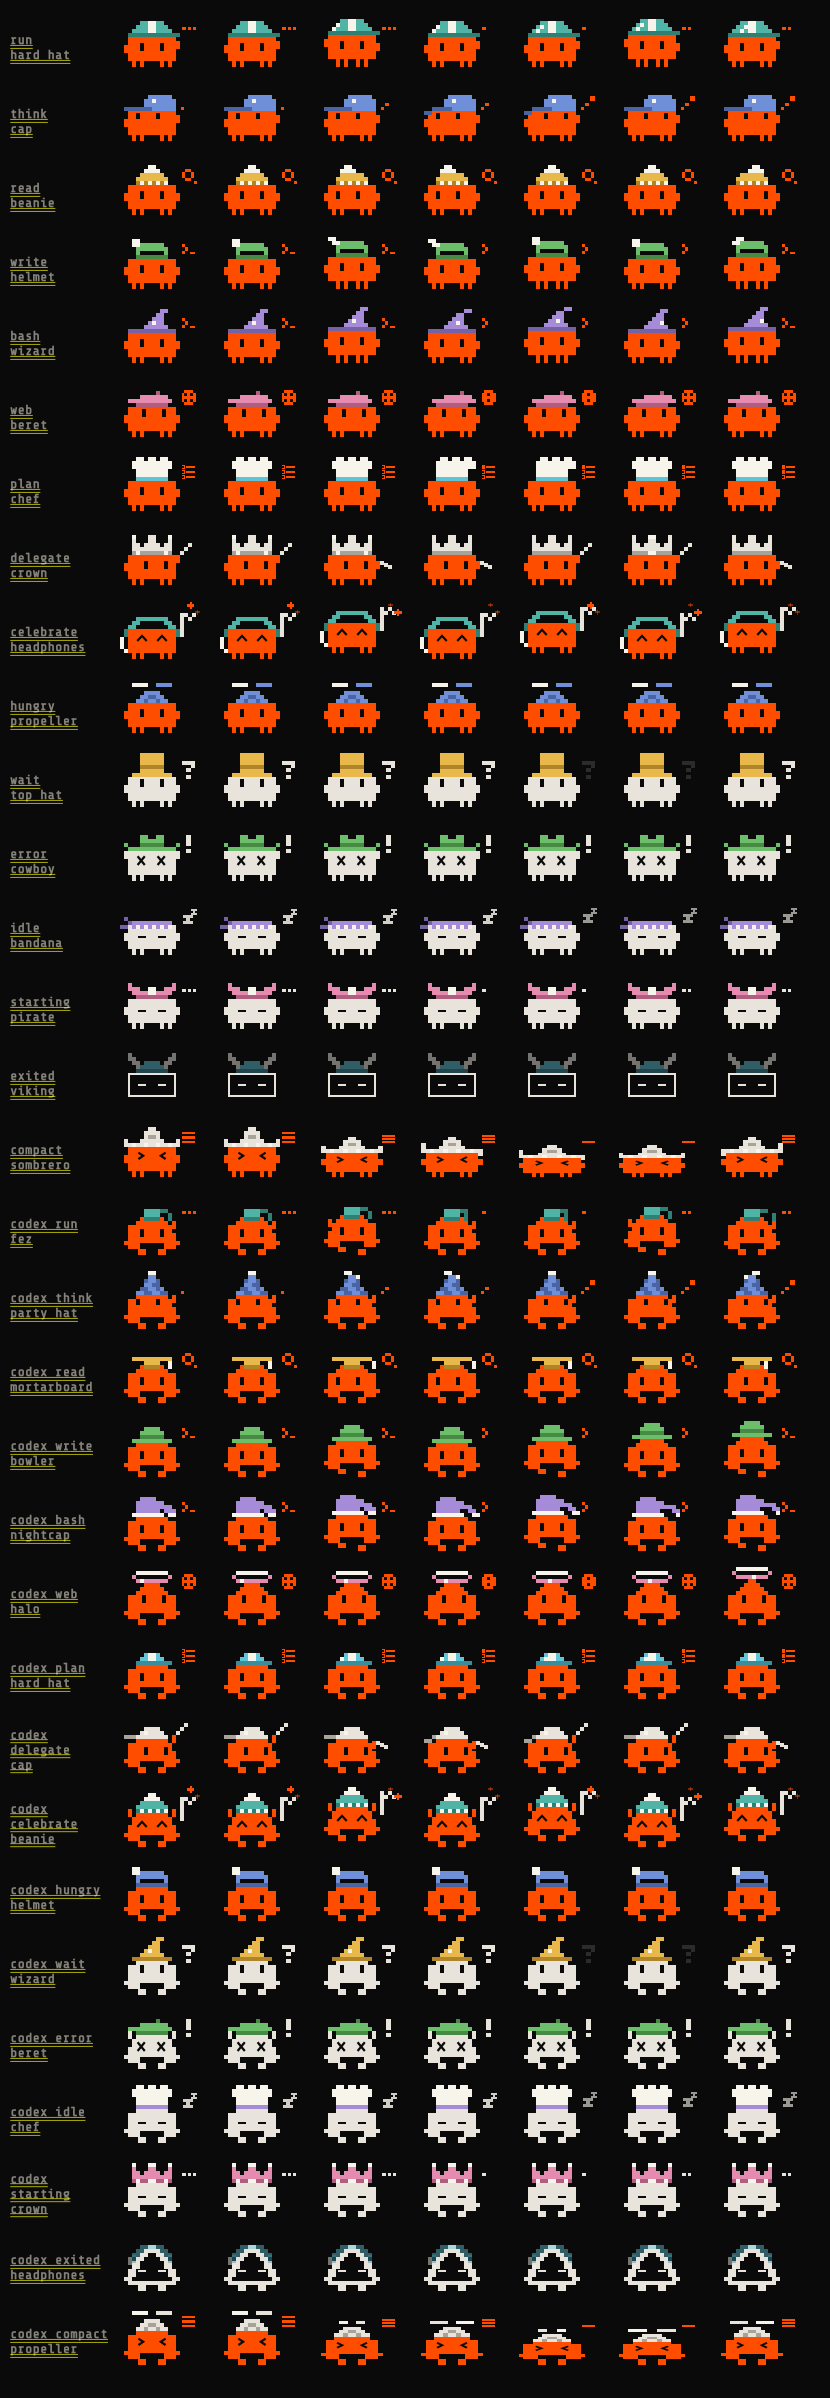 run
hard hat
think
cap
read
beanie
write
helmet
bash
wizard
web
beret
plan
chef
delegate
crown
celebrate
headphones
hungry
propeller
wait
top hat
error
cowboy
idle
bandana
starting
pirate
exited
viking
compact
sombrero
codex run
fez
codex think
party hat
codex read
mortarboard
codex write
bowler
codex bash
nightcap
codex web
halo
codex plan
hard hat
codex
delegate
cap
codex
celebrate
beanie
codex hungry
helmet
codex wait
wizard
codex error
beret
codex idle
chef
codex
starting
crown
codex exited
headphones
codex compact
propeller